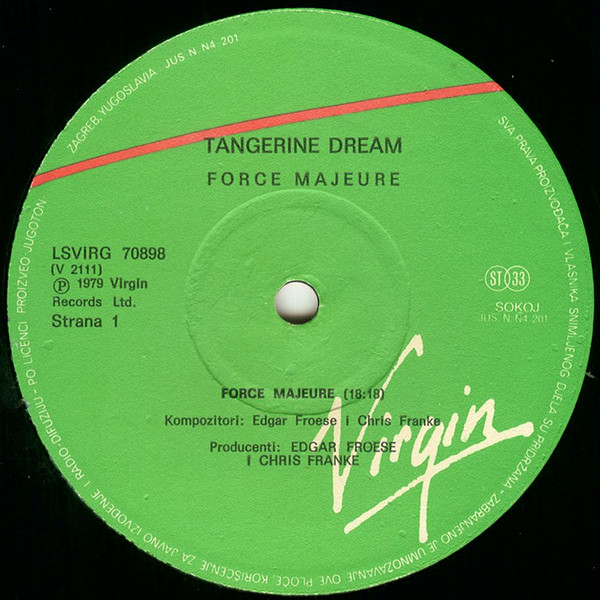 TANGERINE DREAM
FORCE MAJEURE
LSVIRG 70898
(V 2111)
Ⓟ 1979 Virgin
Records Ltd.
Strana 1
ST 33
SOKOJ
JUS. N. N4 201
FORCE MAJEURE (18:18)
Kompozitori: Edgar Froese i Chris Franke
Producenti: EDGAR FROESE
I CHRIS FRANKE
Virgin
SVA PRAVA PROIZVOĐAČA I VLASNIKA SNIMLJENOG DJELA SU PRIDRŽANA - ZABRANJENO JE UMNOŽAVANJE OVE PLOČE, KORIŠĆENJE ZA JAVNO IZVOĐENJE I RADIO-DIFUZIJU - PO LICENCI PROIZVEO JUGOTON
ZAGREB, YUGOSLAVIA JUS N. N4 201